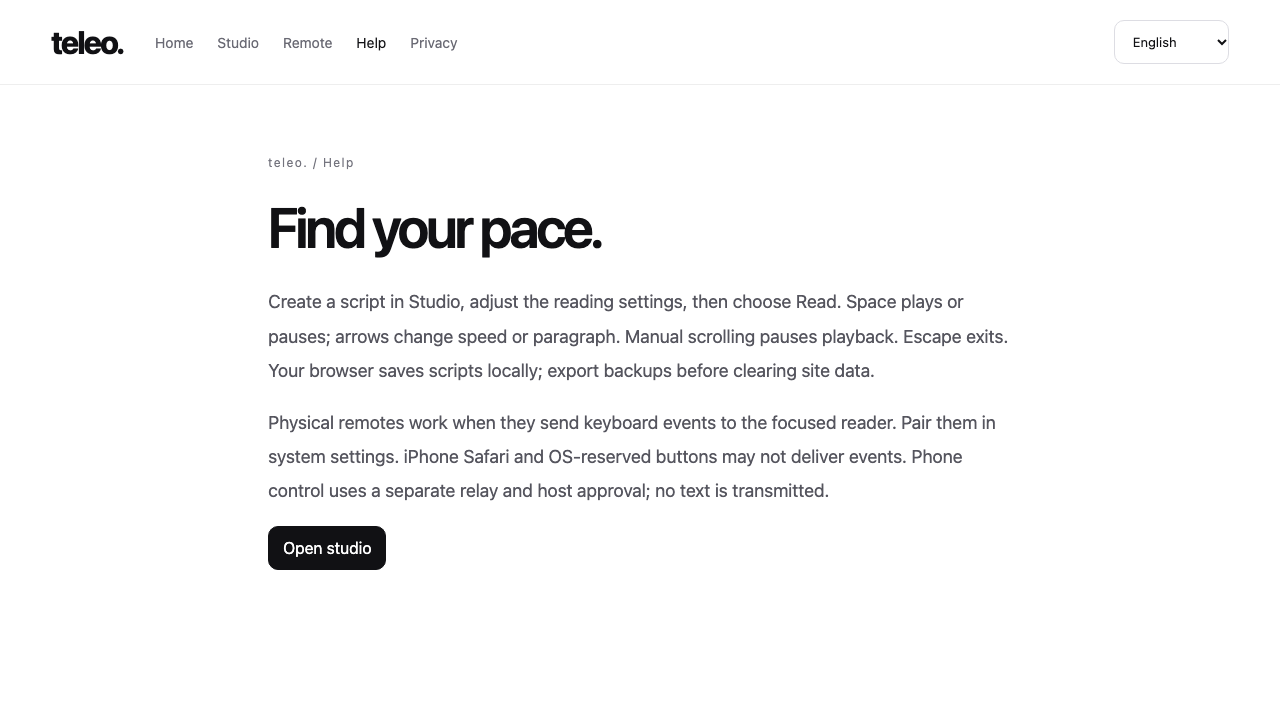 teleo.
Home
Studio
Remote
Help
Privacy
English
teleo. / Help
Find your pace.
Create a script in Studio, adjust the reading settings, then choose Read. Space plays or
pauses; arrows change speed or paragraph. Manual scrolling pauses playback. Escape exits.
Your browser saves scripts locally; export backups before clearing site data.
Physical remotes work when they send keyboard events to the focused reader. Pair them in
system settings. iPhone Safari and OS-reserved buttons may not deliver events. Phone
control uses a separate relay and host approval; no text is transmitted.
Open studio